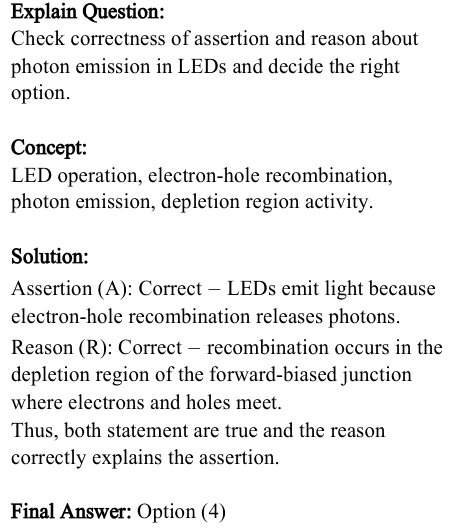 Explain Question:
Check correctness of assertion and reason about
photon emission in LEDs and decide the right
option.
Concept:
LED operation, electron-hole recombination,
photon emission, depletion region activity.
Solution:
Assertion (A): Correct – LEDs emit light because
electron-hole recombination releases photons.
Reason (R): Correct – recombination occurs in the
depletion region of the forward-biased junction
where electrons and holes meet.
Thus, both statement are true and the reason
correctly explains the assertion.
Final Answer: Option (4)